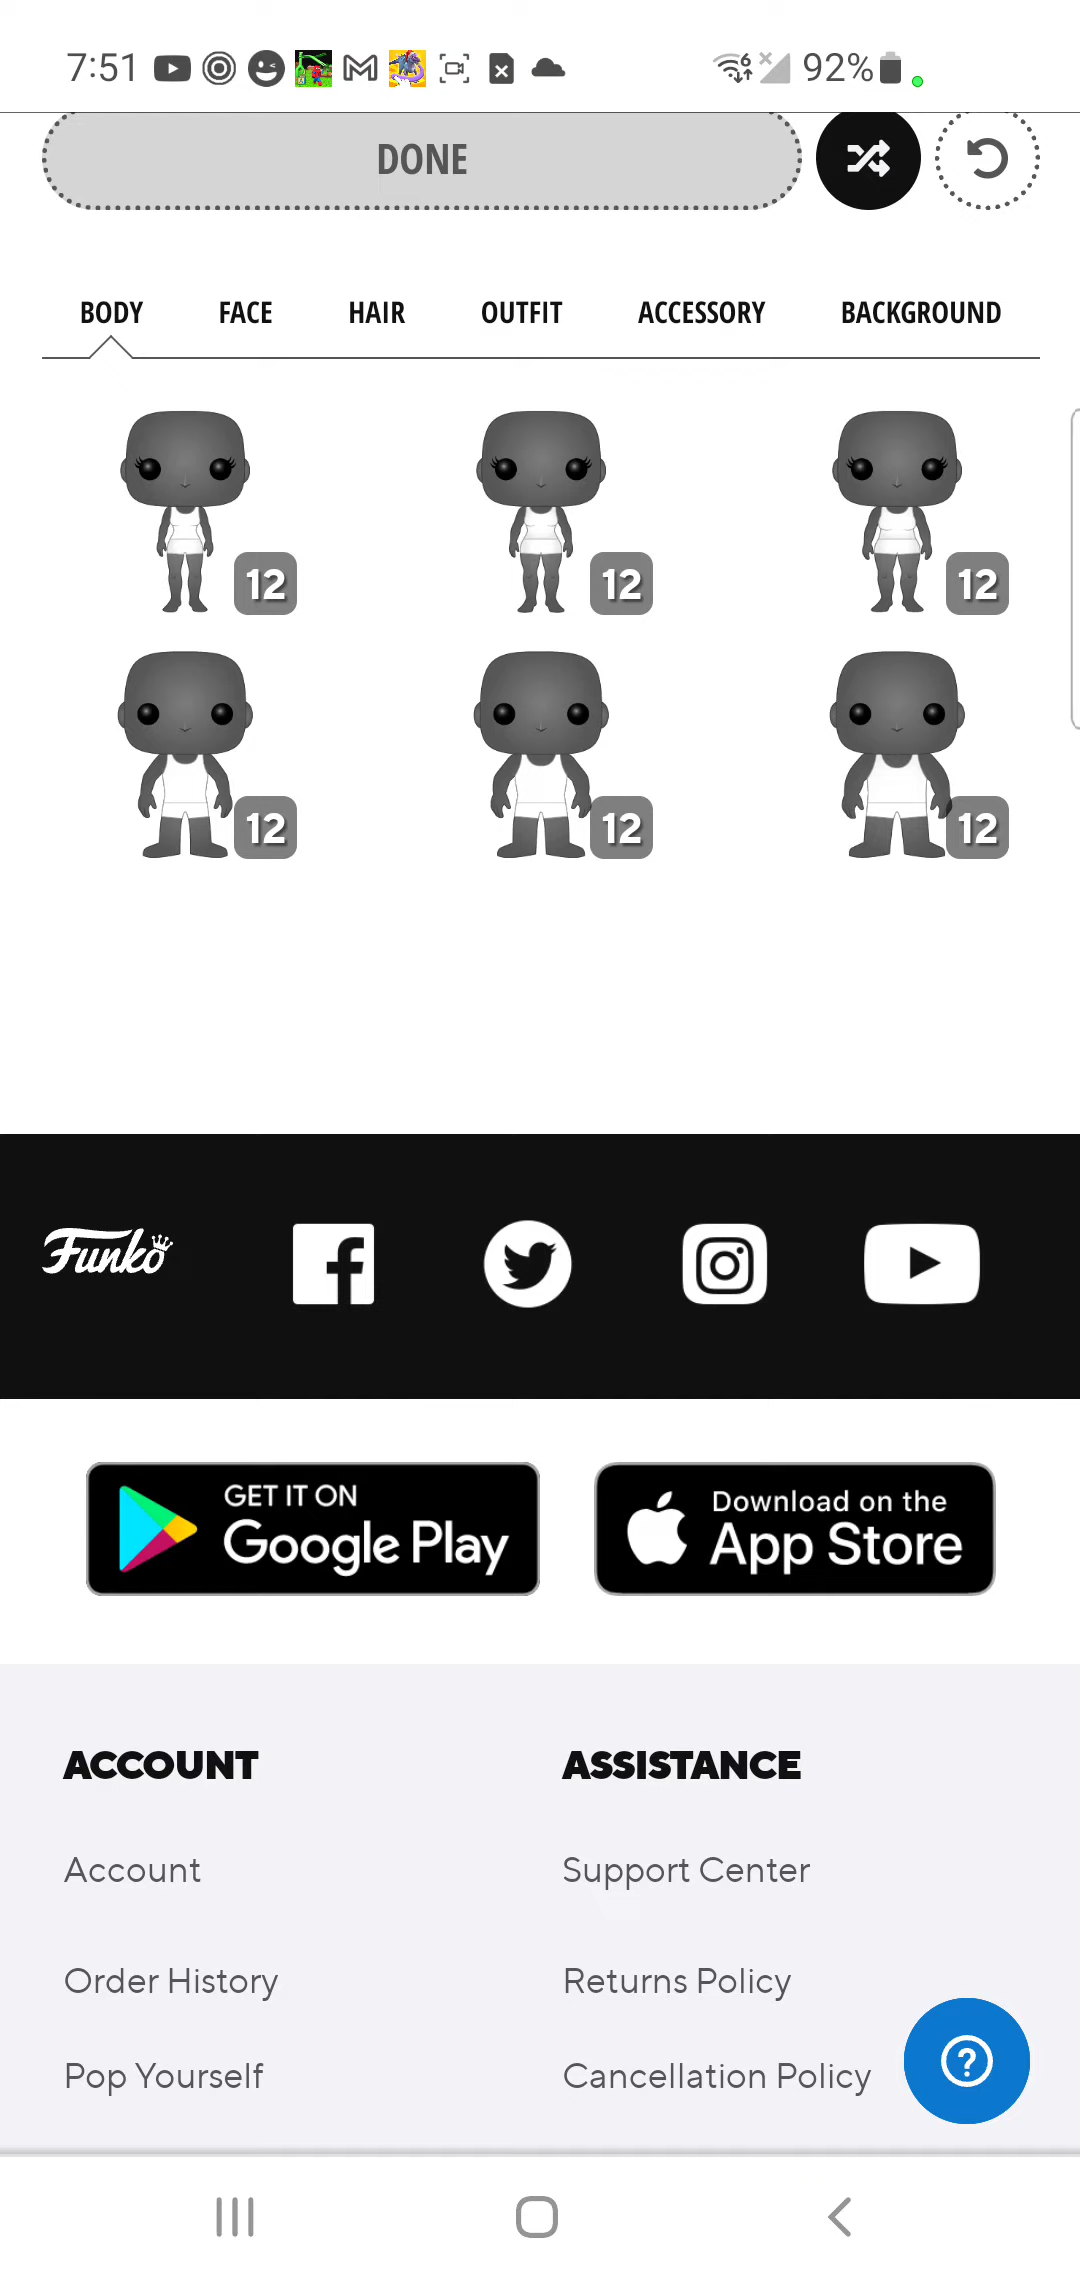 7:51
92%
DONE
BODY FACE HAIR OUTFIT ACCESSORY BACKGROUND
12 12 12
12 12 12
Funko
GET IT ON
Google Play
Download on the
App Store
ACCOUNT
Account
Order History
Pop Yourself
ASSISTANCE
Support Center
Returns Policy
Cancellation Policy